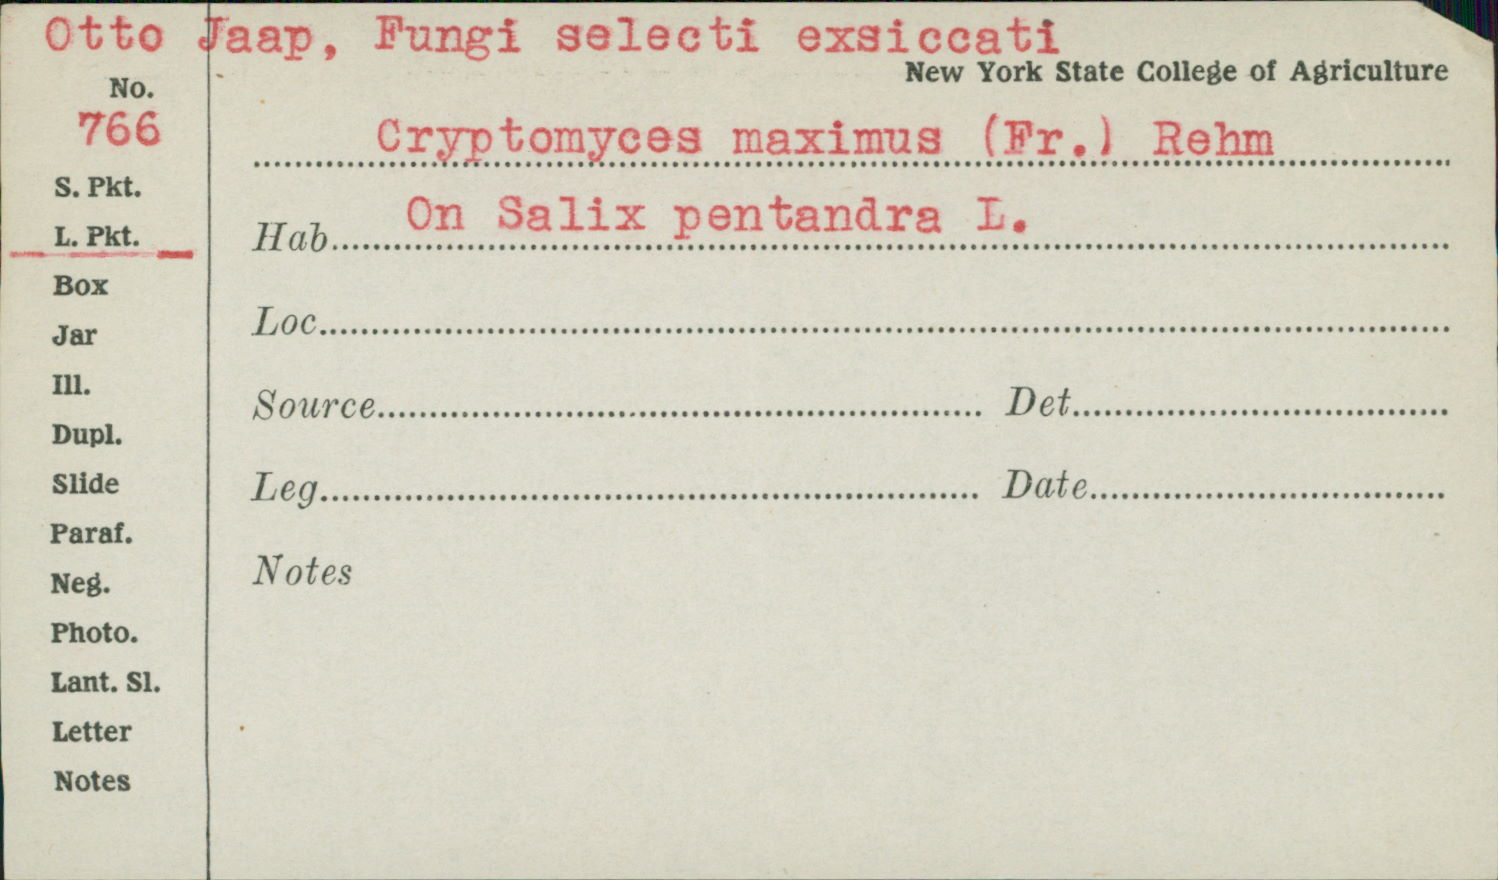 Otto Jaap, Fungi selecti exsiccati
New York State College of Agriculture
No.
766
Cryptomyces maximus (Fr.) Rehm
S. Pkt.
L. Pkt.
Box
Jar
Ill.
Dupl.
Slide
Paraf.
Neg.
Photo.
Lant. Sl.
Letter
Notes
Hab. On Salix pentandra L.
Loc.
Source Det.
Leg. Date
Notes